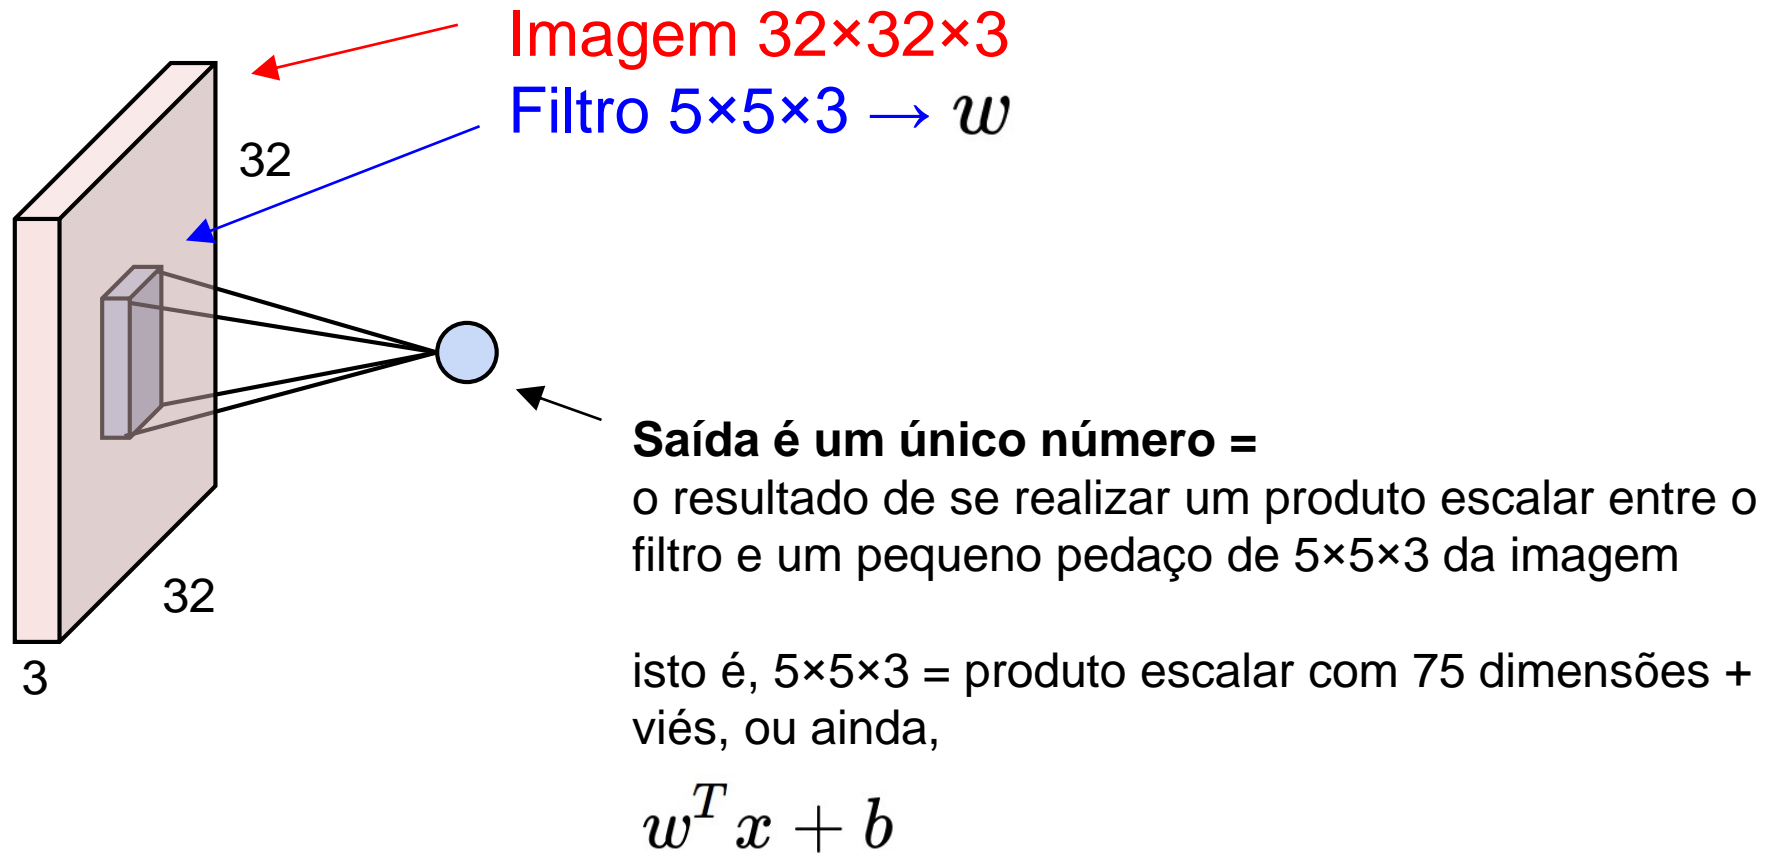 Imagem 32×32×3
Filtro 5×5×3 → w
32
32
3
Saída é um único número =
o resultado de se realizar um produto escalar entre o
filtro e um pequeno pedaço de 5×5×3 da imagem
isto é, 5×5×3 = produto escalar com 75 dimensões +
viés, ou ainda,
w^T x + b